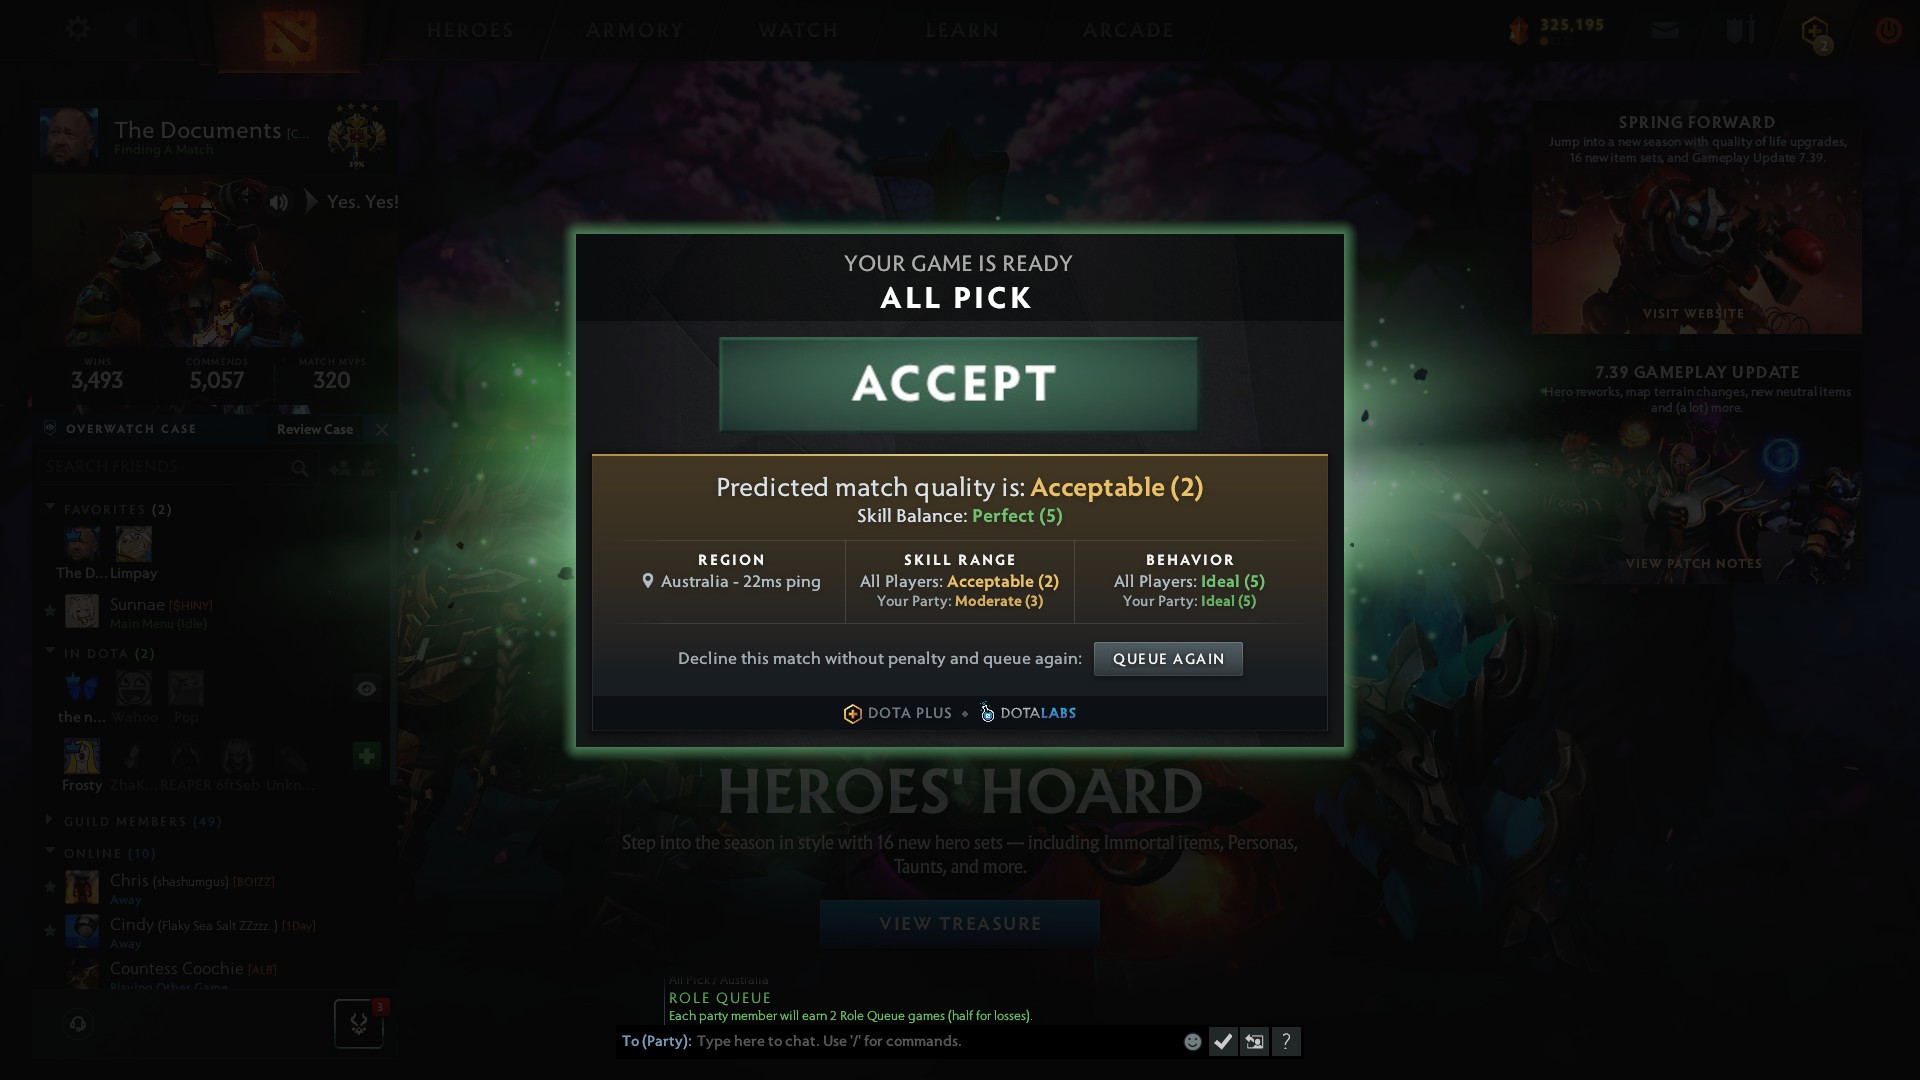 HEROES
ARMORY
WATCH
LEARN
ARCADE
325,195
2
The Documents [C...
Finding A Match
19%
Yes. Yes!
WINS
3,493
COMMENDS
5,057
MATCH MVPS
320
OVERWATCH CASE
Review Case
SEARCH FRIENDS
FAVORITES (2)
The D... Limpay
Sunnae [$HINY]
Main Menu (Idle)
IN DOTA (2)
the n... Wahoo Pop
Frosty ZhaK... REAPER 6ftSeb Unkn...
GUILD MEMBERS (49)
ONLINE (10)
Chris (shashumgus) [BOIZZ]
Away
Cindy (Flaky Sea Salt ZZzzz..) [1Day]
Away
Countess Coochie [ALB]
Playing Other Game
3
YOUR GAME IS READY
ALL PICK
ACCEPT
Predicted match quality is: Acceptable (2)
Skill Balance: Perfect (5)
REGION
Australia - 22ms ping
SKILL RANGE
All Players: Acceptable (2)
Your Party: Moderate (3)
BEHAVIOR
All Players: Ideal (5)
Your Party: Ideal (5)
Decline this match without penalty and queue again:
QUEUE AGAIN
DOTA PLUS
DOTALABS
HEROES' HOARD
Step into the season in style with 16 new hero sets — including Immortal items, Personas,
Taunts, and more.
VIEW TREASURE
All Pick / Australia
ROLE QUEUE
Each party member will earn 2 Role Queue games (half for losses).
To (Party): Type here to chat. Use '/' for commands.
?
SPRING FORWARD
Jump into a new season with quality of life upgrades,
16 new item sets, and Gameplay Update 7.39.
VISIT WEBSITE
7.39 GAMEPLAY UPDATE
Hero reworks, map terrain changes, new neutral items
and (a lot) more.
VIEW PATCH NOTES